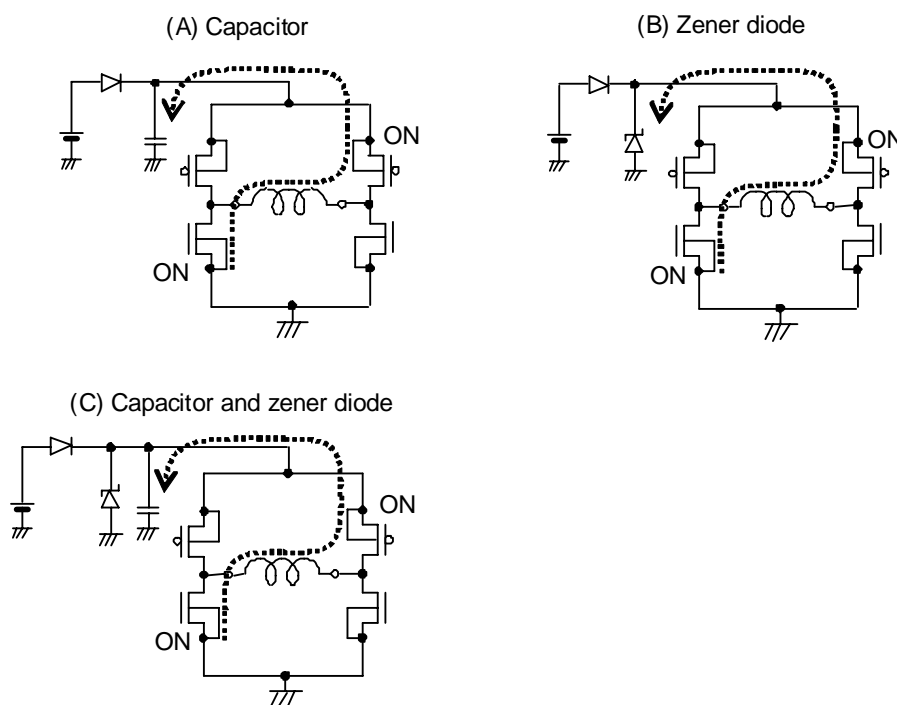 (A) Capacitor
(B) Zener diode
ON
ON
ON
ON
(C) Capacitor and zener diode
ON
ON